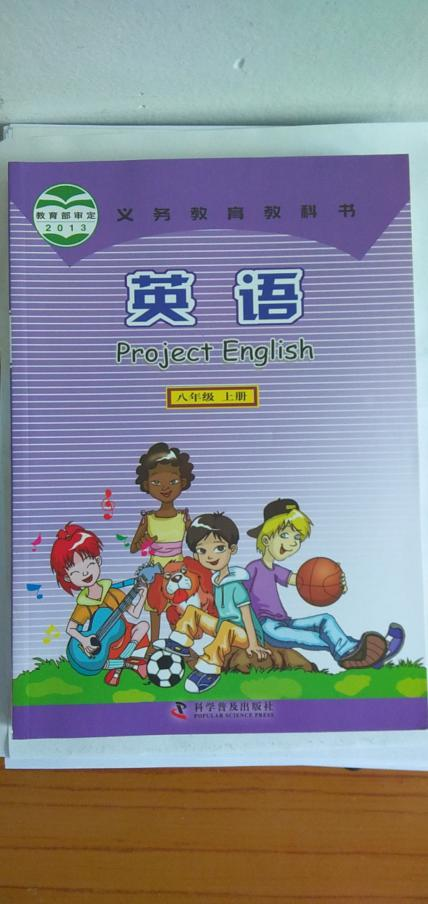 教育部审定
2013
义务教育教科书
英语
Project English
八年级 上册
科学普及出版社
POPULAR SCIENCE PRESS